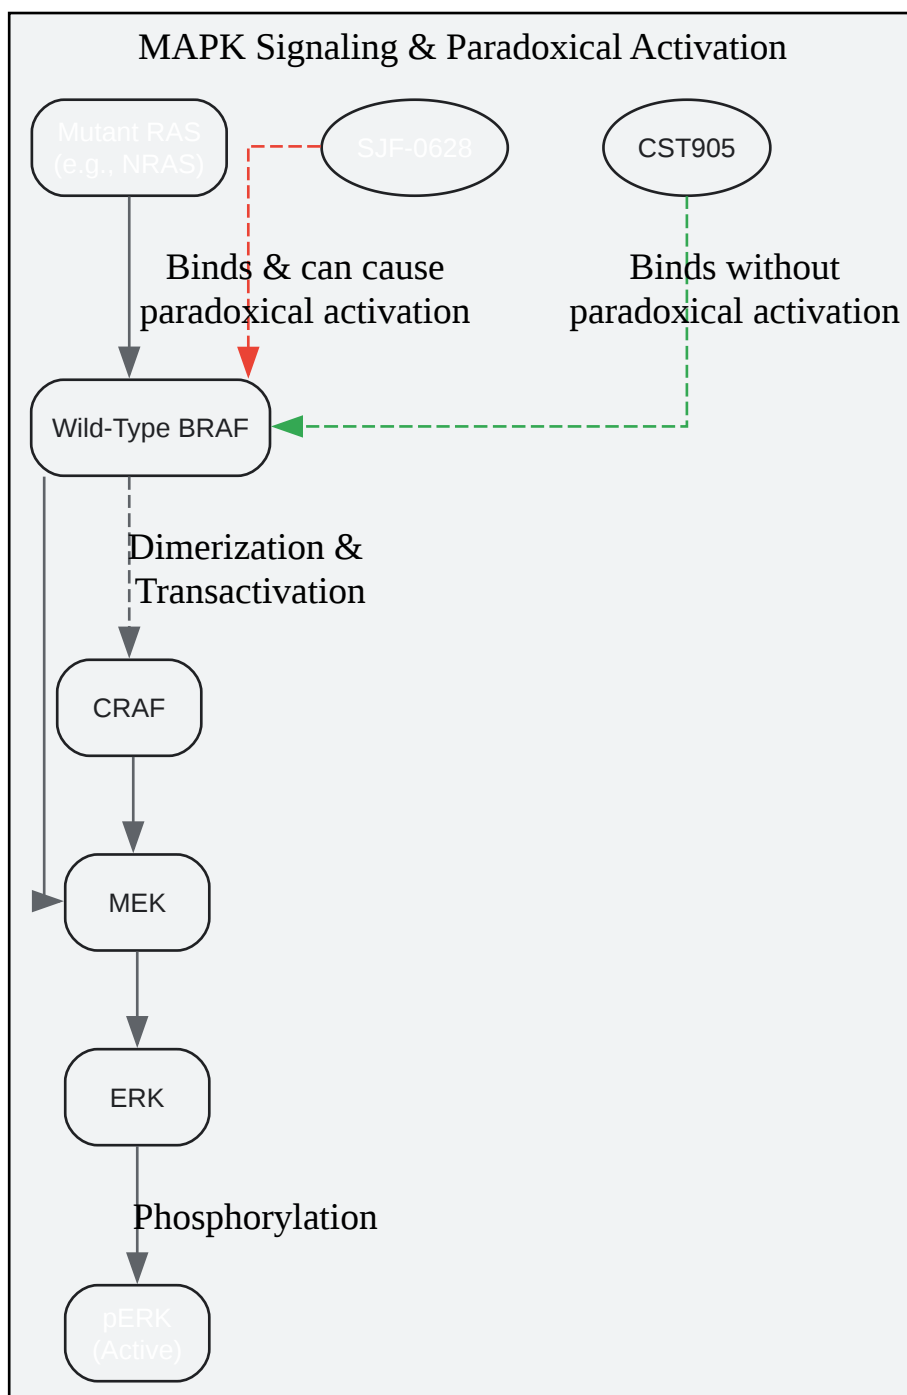 MAPK Signaling & Paradoxical Activation
Mutant RAS
(e.g., NRAS)
SJF-0628
CST905
Binds & can cause
paradoxical activation
Binds without
paradoxical activation
Wild-Type BRAF
Dimerization &
Transactivation
CRAF
MEK
ERK
Phosphorylation
pERK
(Active)